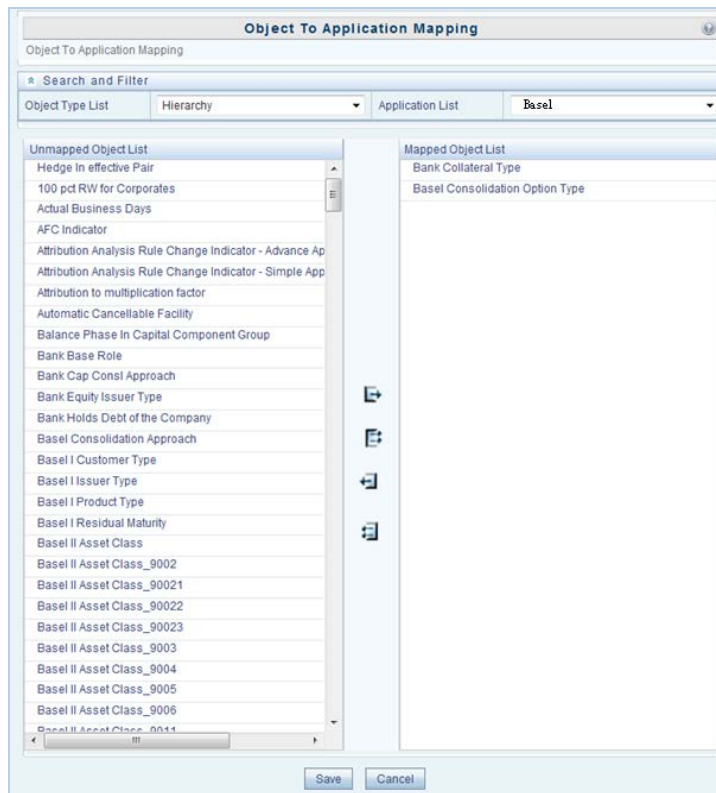 Object To Application Mapping
Object To Application Mapping
Search and Filter
Object Type List Hierarchy Application List Basel
Unmapped Object List
Hedge In effective Pair
100 pct RW for Corporates
Actual Business Days
AFC Indicator
Attribution Analysis Rule Change Indicator - Advance Ap
Attribution Analysis Rule Change Indicator - Simple App
Attribution to multiplication factor
Automatic Cancellable Facility
Balance Phase In Capital Component Group
Bank Base Role
Bank Cap Consl Approach
Bank Equity Issuer Type
Bank Holds Debt of the Company
Basel Consolidation Approach
Basel I Customer Type
Basel I Issuer Type
Basel I Product Type
Basel I Residual Maturity
Basel II Asset Class
Basel II Asset Class_9002
Basel II Asset Class_90021
Basel II Asset Class_90022
Basel II Asset Class_90023
Basel II Asset Class_9003
Basel II Asset Class_9004
Basel II Asset Class_9005
Basel II Asset Class_9006
Basel II Asset Class_9011
Mapped Object List
Bank Collateral Type
Basel Consolidation Option Type
Save Cancel